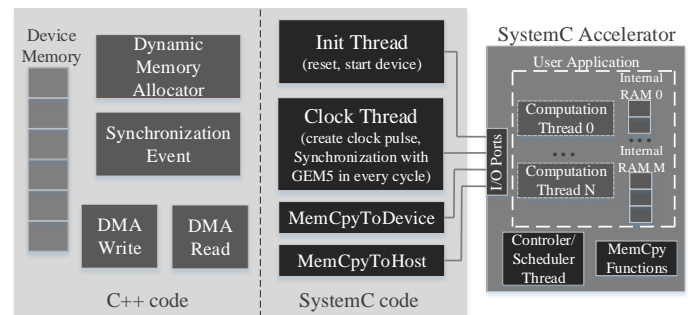 Device
Memory
Dynamic
Memory
Allocator
Synchronization
Event
DMA
Write
DMA
Read
C++ code
Init Thread
(reset, start device)
Clock Thread
(create clock pulse,
Synchronization with
GEM5 in every cycle)
MemCpyToDevice
MemCpyToHost
SystemC code
I/O Ports
SystemC Accelerator
User Application
Internal
RAM 0
Computation
Thread 0
...
...
Internal
RAM M
Computation
Thread N
Controler/
Scheduler
Thread
MemCpy
Functions